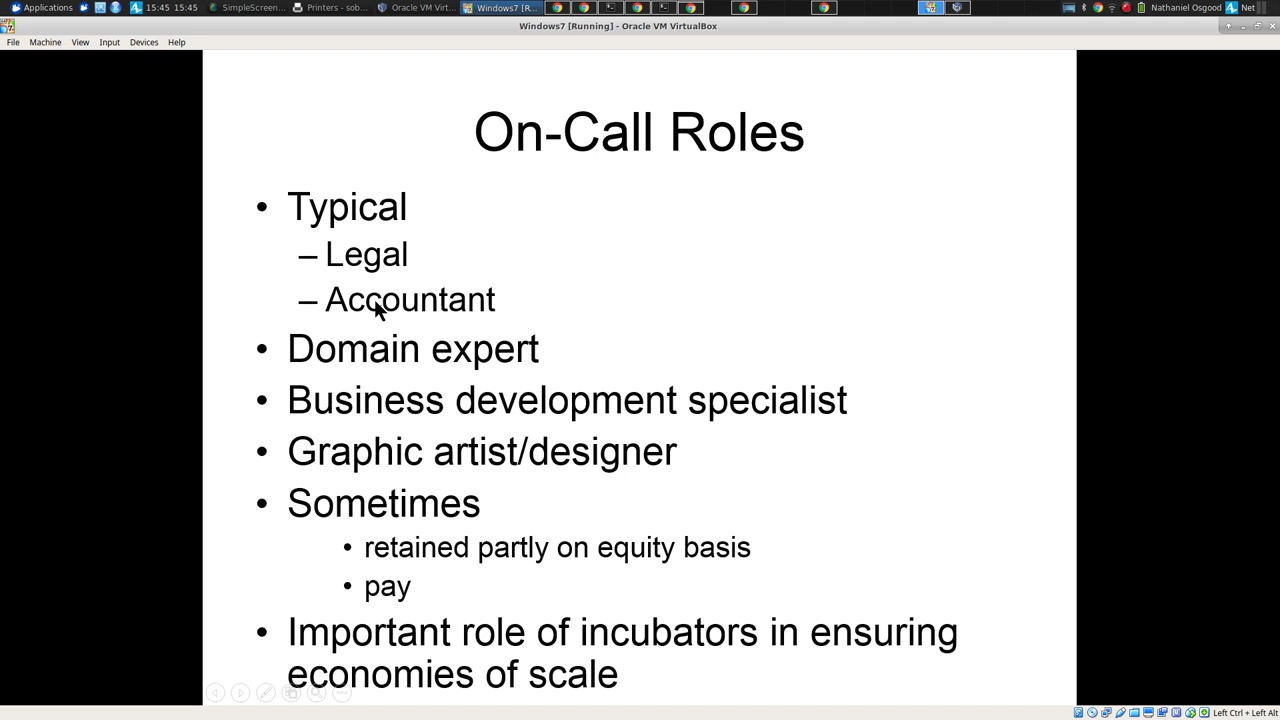 Applications
15:45 15:45
SimpleScreen...
Printers - sob...
Oracle VM Virt...
Windows7 [R...
Nathaniel Osgood
Net
Windows7 [Running] - Oracle VM VirtualBox
File Machine View Input Devices Help
On-Call Roles
• Typical
– Legal
– Accountant
• Domain expert
• Business development specialist
• Graphic artist/designer
• Sometimes
• retained partly on equity basis
• pay
• Important role of incubators in ensuring
economies of scale
Left Ctrl + Left Alt